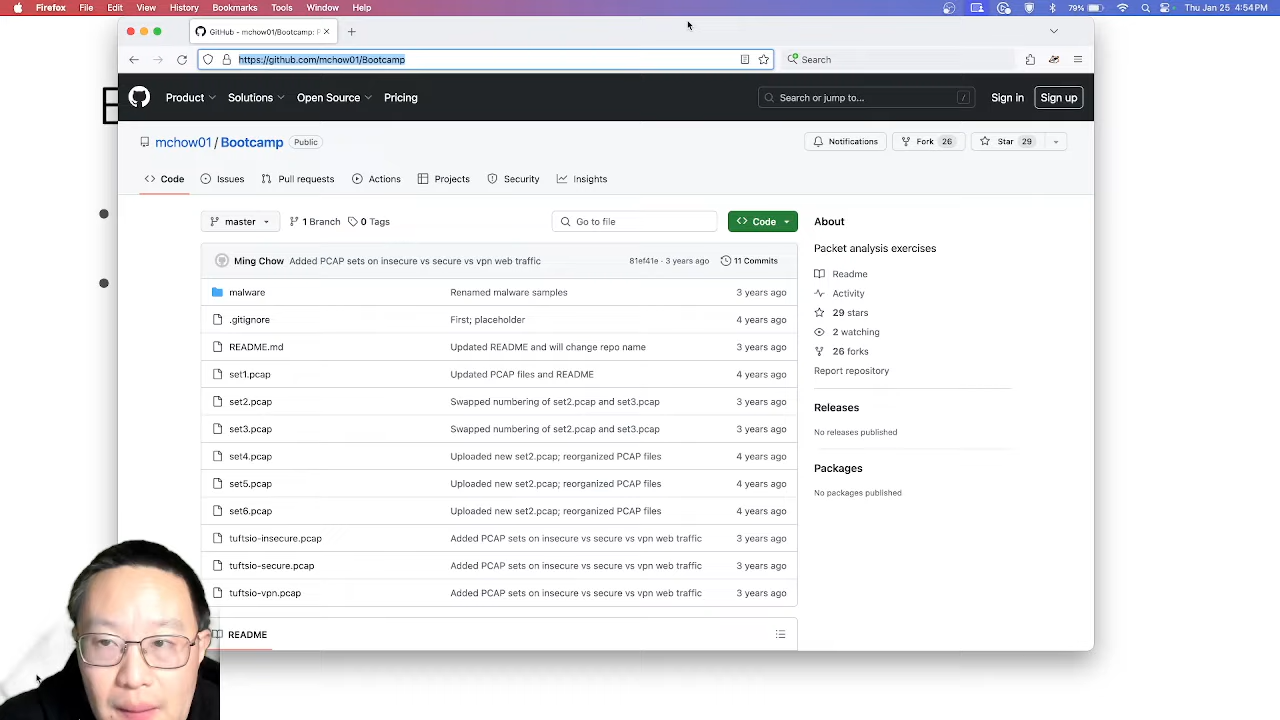 Firefox File Edit View History Bookmarks Tools Window Help 79% Thu Jan 25 4:54 PM
GitHub - mchow01/Bootcamp: P
https://github.com/mchow01/Bootcamp Search
Product Solutions Open Source Pricing Search or jump to... / Sign in Sign up
mchow01 / Bootcamp Public Notifications Fork 26 Star 29
Code Issues Pull requests Actions Projects Security Insights
master 1 Branch 0 Tags Go to file Code
Ming Chow Added PCAP sets on insecure vs secure vs vpn web traffic 81ef41e · 3 years ago 11 Commits
malware Renamed malware samples 3 years ago
.gitignore First; placeholder 4 years ago
README.md Updated README and will change repo name 3 years ago
set1.pcap Updated PCAP files and README 4 years ago
set2.pcap Swapped numbering of set2.pcap and set3.pcap 3 years ago
set3.pcap Swapped numbering of set2.pcap and set3.pcap 3 years ago
set4.pcap Uploaded new set2.pcap; reorganized PCAP files 4 years ago
set5.pcap Uploaded new set2.pcap; reorganized PCAP files 4 years ago
set6.pcap Uploaded new set2.pcap; reorganized PCAP files 4 years ago
tuftsio-insecure.pcap Added PCAP sets on insecure vs secure vs vpn web traffic 3 years ago
tuftsio-secure.pcap Added PCAP sets on insecure vs secure vs vpn web traffic 3 years ago
tuftsio-vpn.pcap Added PCAP sets on insecure vs secure vs vpn web traffic 3 years ago
README
About
Packet analysis exercises
Readme
Activity
29 stars
2 watching
26 forks
Report repository
Releases
No releases published
Packages
No packages published